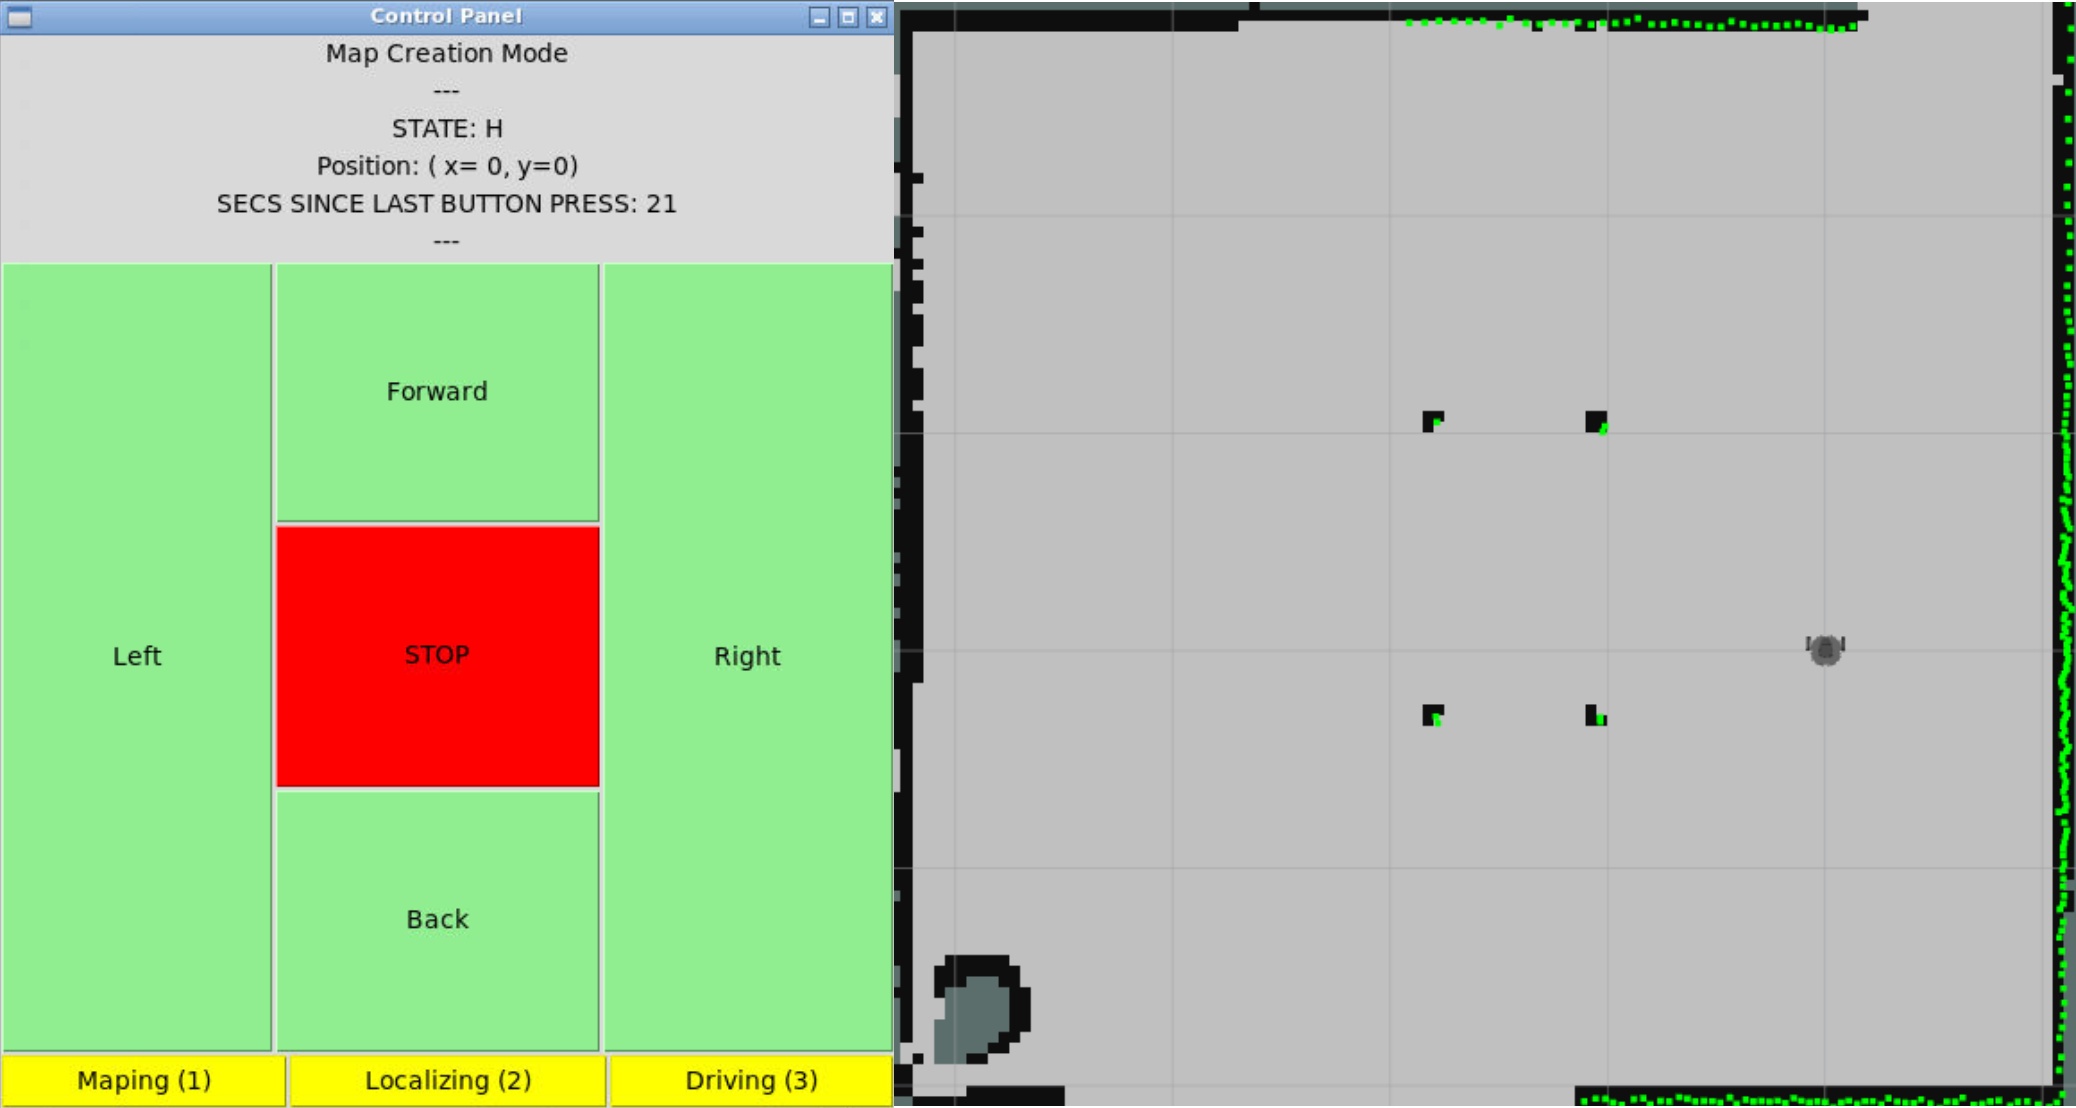 Control Panel
Map Creation Mode
---
STATE: H
Position: ( x= 0, y=0)
SECS SINCE LAST BUTTON PRESS: 21
---
Forward
Left
STOP
Right
Back
Maping (1)
Localizing (2)
Driving (3)